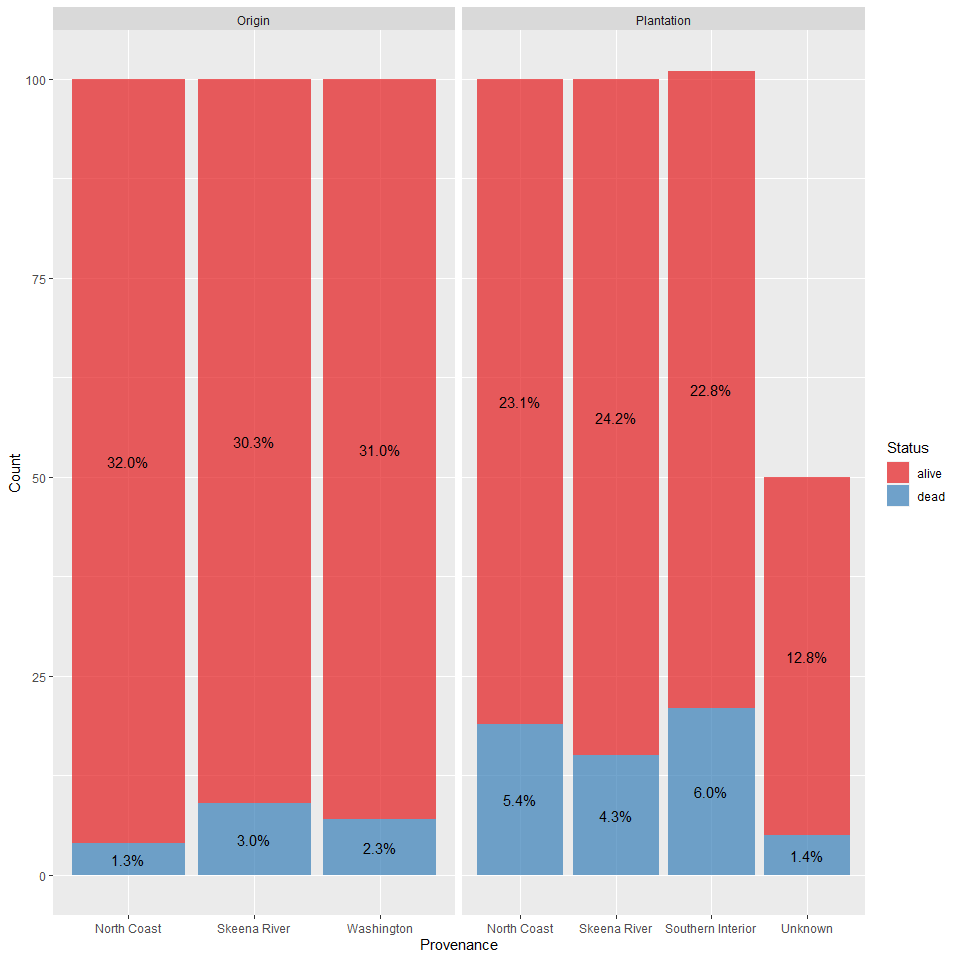 Origin
Plantation
100
75
50
25
0
Count
32.0%
30.3%
31.0%
1.3%
3.0%
2.3%
23.1%
24.2%
22.8%
12.8%
5.4%
4.3%
6.0%
1.4%
North Coast
Skeena River
Washington
North Coast
Skeena River
Southern Interior
Unknown
Provenance
Status
alive
dead